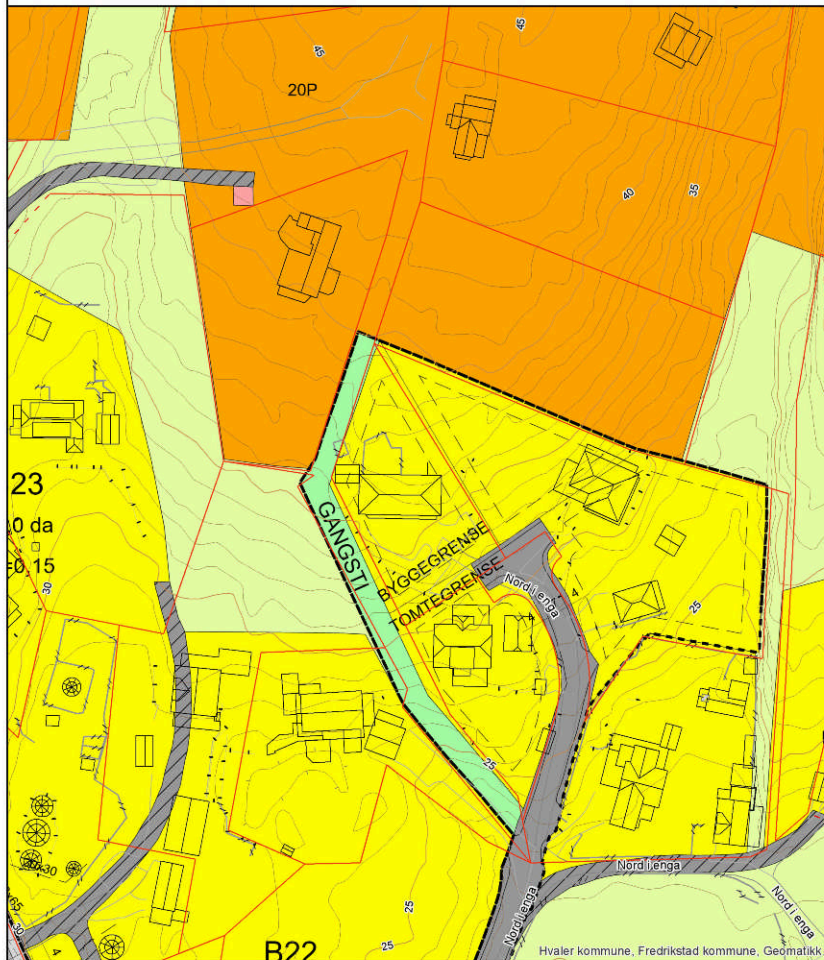 45
45
20P
40
35
23
0 da
=0,15
30
GANGSTI
BYGGEGRENSE
TOMTEGRENSE
Nord i enga
4
25
25
Nord i enga
Nord i enga
Nord i enga
30
25
25
B22
4
30
65
Hvaler kommune, Fredrikstad kommune, Geomatikk